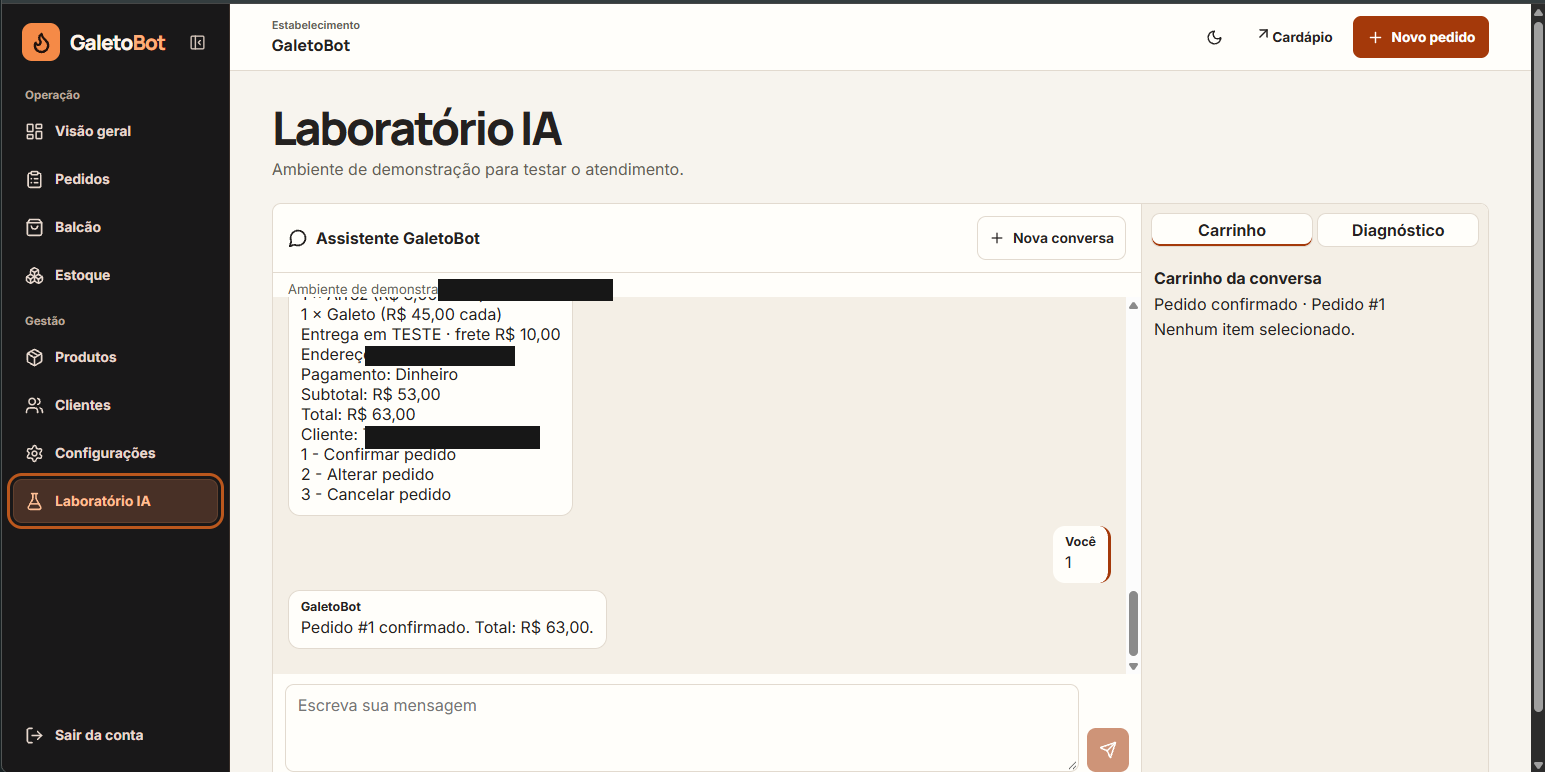 GaletoBot
Operação
Visão geral
Pedidos
Balcão
Estoque
Gestão
Produtos
Clientes
Configurações
Laboratório IA
Sair da conta
Estabelecimento
GaletoBot
Cardápio
+ Novo pedido
Laboratório IA
Ambiente de demonstração para testar o atendimento.
Assistente GaletoBot
+ Nova conversa
Ambiente de demonstra
1 × Galeto (R$ 45,00 cada)
Entrega em TESTE · frete R$ 10,00
Endereç
Pagamento: Dinheiro
Subtotal: R$ 53,00
Total: R$ 63,00
Cliente:
1 - Confirmar pedido
2 - Alterar pedido
3 - Cancelar pedido
Você
1
GaletoBot
Pedido #1 confirmado. Total: R$ 63,00.
Escreva sua mensagem
Carrinho
Diagnóstico
Carrinho da conversa
Pedido confirmado · Pedido #1
Nenhum item selecionado.